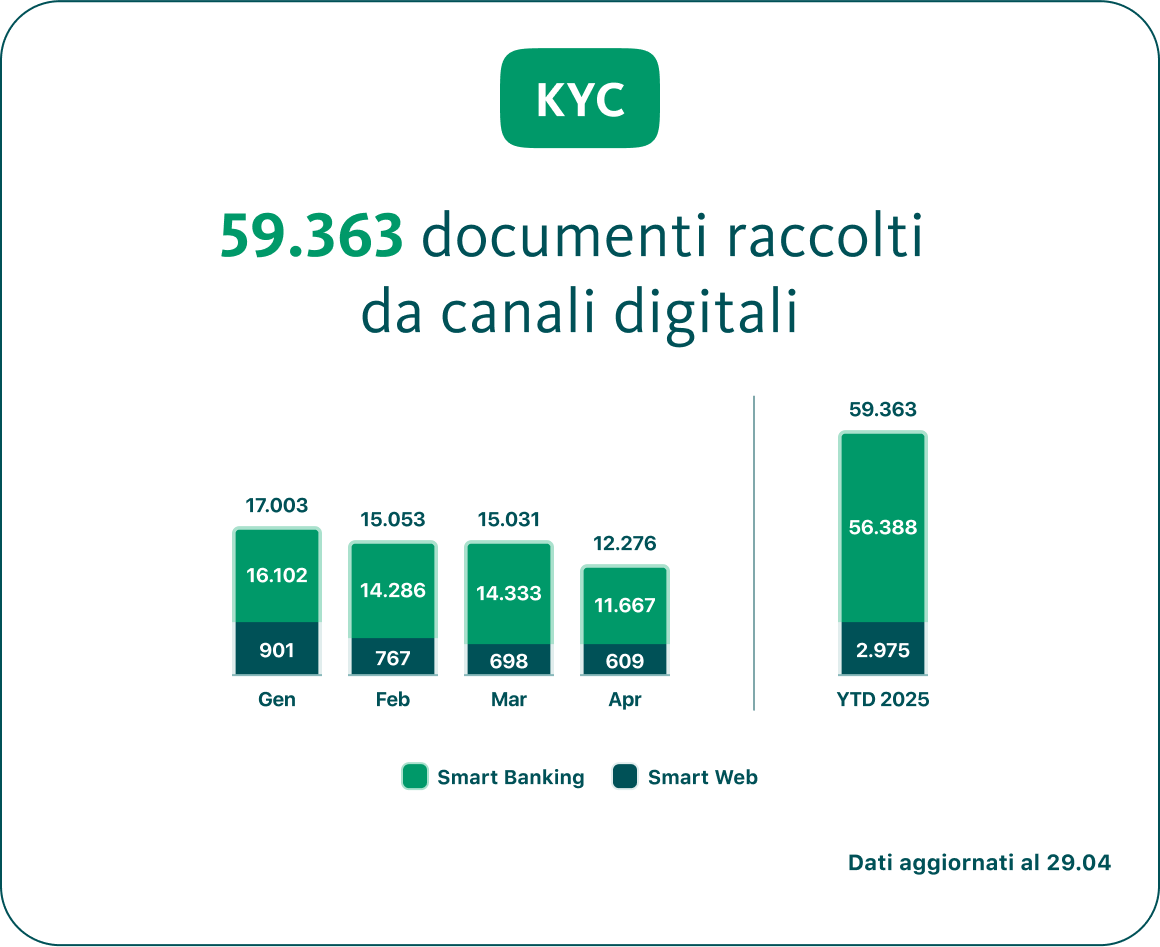 KYC
59.363 documenti raccolti
da canali digitali
17.003
16.102
901
Gen
15.053
14.286
767
Feb
15.031
14.333
698
Mar
12.276
11.667
609
Apr
59.363
56.388
2.975
YTD 2025
Smart Banking
Smart Web
Dati aggiornati al 29.04